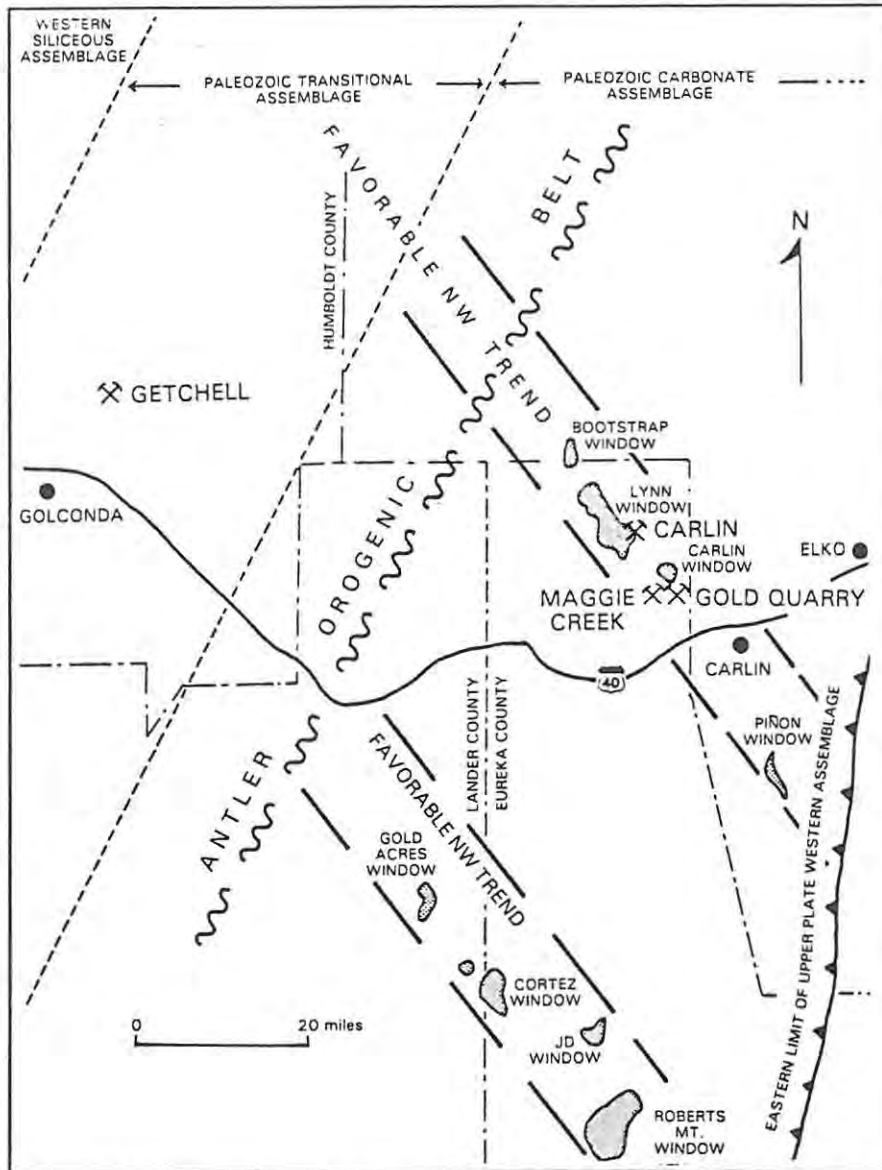 WESTERN
SILICEOUS
ASSEMBLAGE
PALEOZOIC TRANSITIONAL
ASSEMBLAGE
PALEOZOIC CARBONATE
ASSEMBLAGE
FAVORABLE NW TREND
BELT
N
HUMBOLDT COUNTY
GETCHELL
BOOTSTRAP
WINDOW
GOLCONDA
OROGENIC
LYNN
WINDOW
CARLIN
CARLIN
WINDOW
ELKO
MAGGIE
CREEK
GOLD QUARRY
CARLIN
40
PIÑON
WINDOW
LANDER COUNTY
EUREKA COUNTY
FAVORABLE NW TREND
ANTLER
GOLD
ACRES
WINDOW
EASTERN LIMIT OF UPPER PLATE WESTERN ASSEMBLAGE
CORTEZ
WINDOW
0 20 miles
JD
WINDOW
ROBERTS
MT.
WINDOW